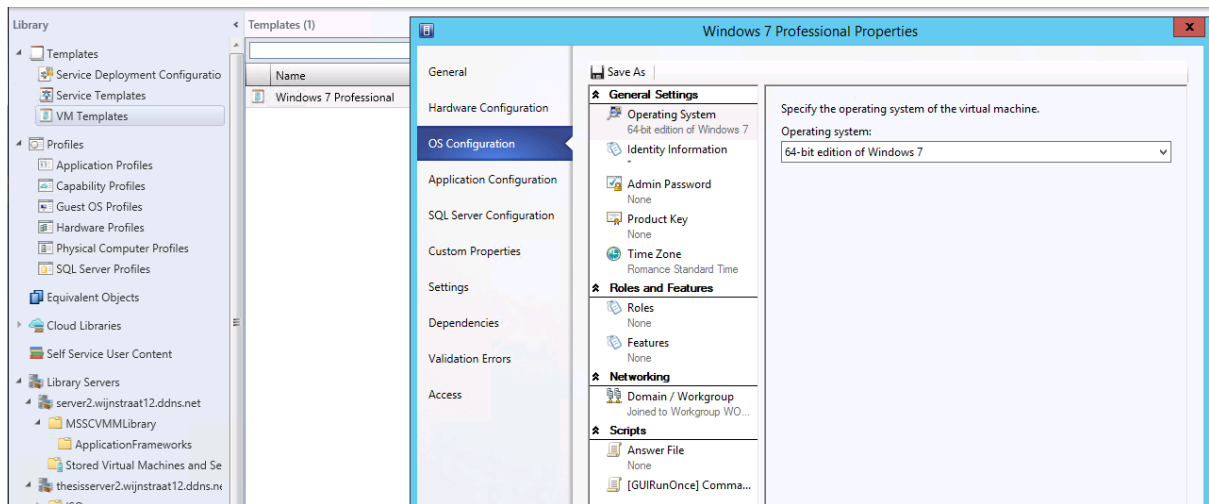 Library
Templates
Service Deployment Configuratio
Service Templates
VM Templates
Profiles
Application Profiles
Capability Profiles
Guest OS Profiles
Hardware Profiles
Physical Computer Profiles
SQL Server Profiles
Equivalent Objects
Cloud Libraries
Self Service User Content
Library Servers
server2.wijnstraat12.ddns.net
MSSCVMMLibrary
ApplicationFrameworks
Stored Virtual Machines and Se
thesisserver2.wijnstraat12.ddns.ne
Templates (1)
Name
Windows 7 Professional
Windows 7 Professional Properties
x
General
Hardware Configuration
OS Configuration
Application Configuration
SQL Server Configuration
Custom Properties
Settings
Dependencies
Validation Errors
Access
Save As
General Settings
Operating System
64-bit edition of Windows 7
Identity Information
*
Admin Password
None
Product Key
None
Time Zone
Romance Standard Time
Roles and Features
Roles
None
Features
None
Networking
Domain / Workgroup
Joined to Workgroup WO...
Scripts
Answer File
None
[GUIRunOnce] Comma...
Specify the operating system of the virtual machine.
Operating system:
64-bit edition of Windows 7